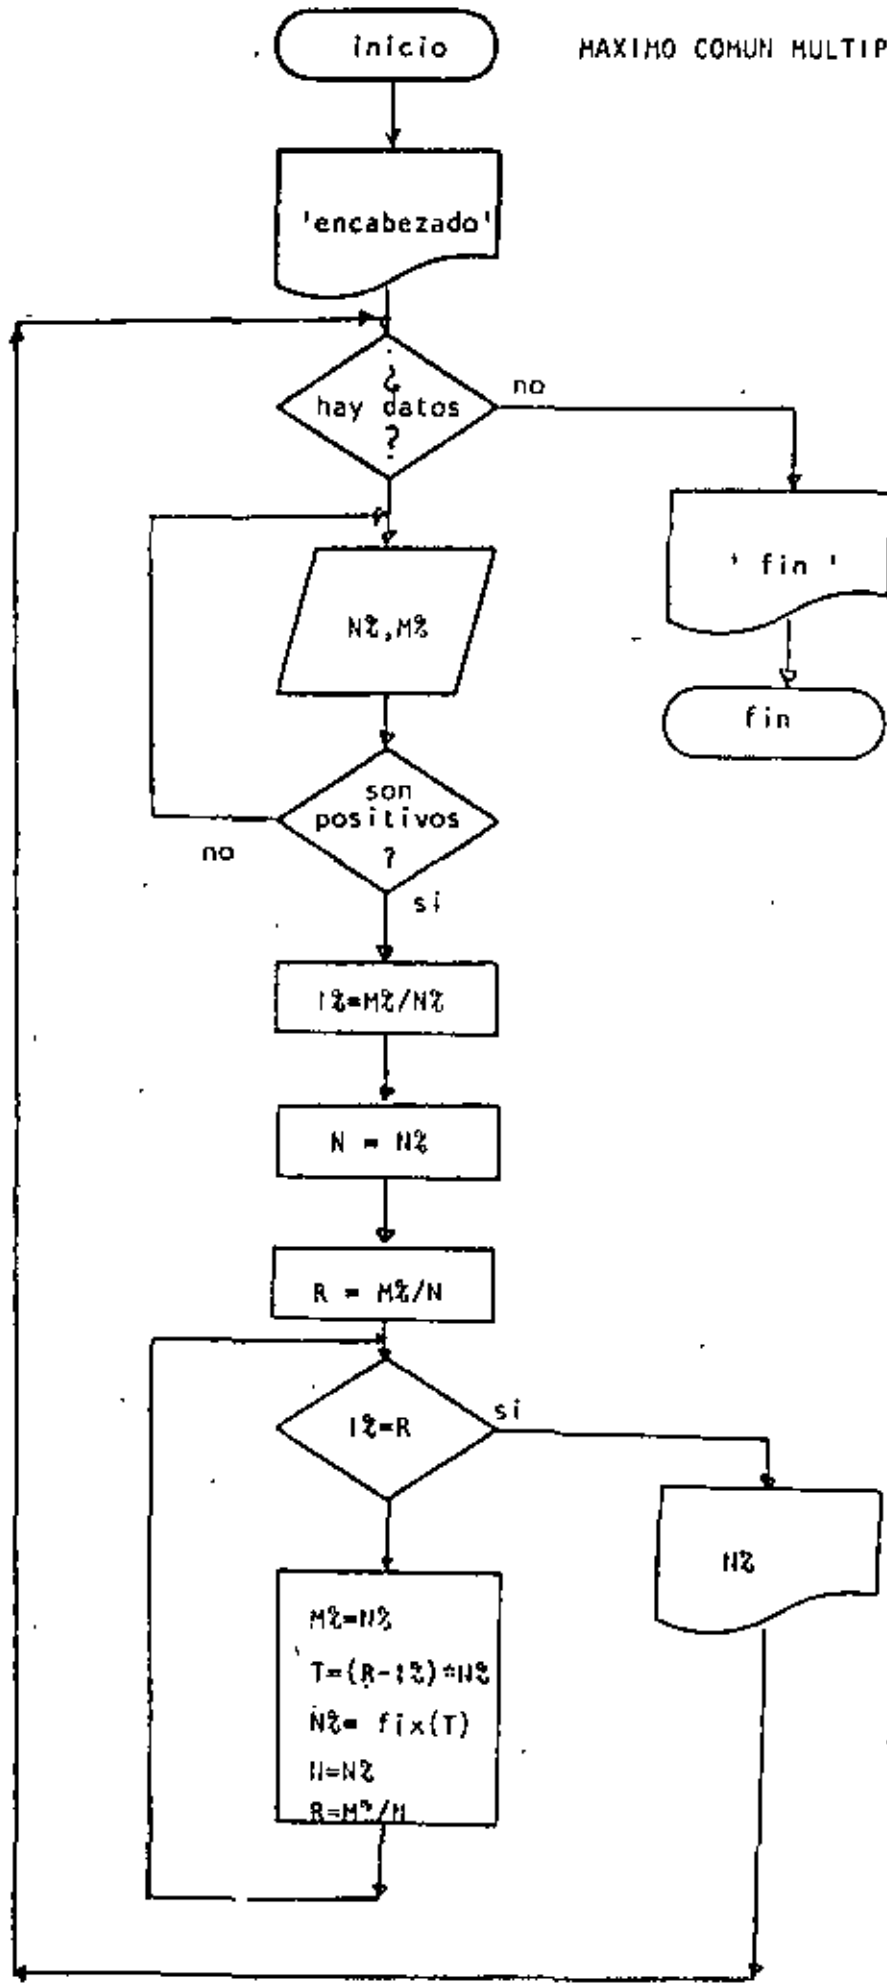 inicio
MAXIMO COMUN MULTIP
'encabezado'
¿
hay datos
?
no
' fin '
fin
N%,M%
son
positivos
?
no
si
I%=M%/N%
N = N%
R = M%/N
I%=R
si
N%
M%=N%
T=(R-I%)*N%
N%= fix(T)
N=N%
R=M%/N